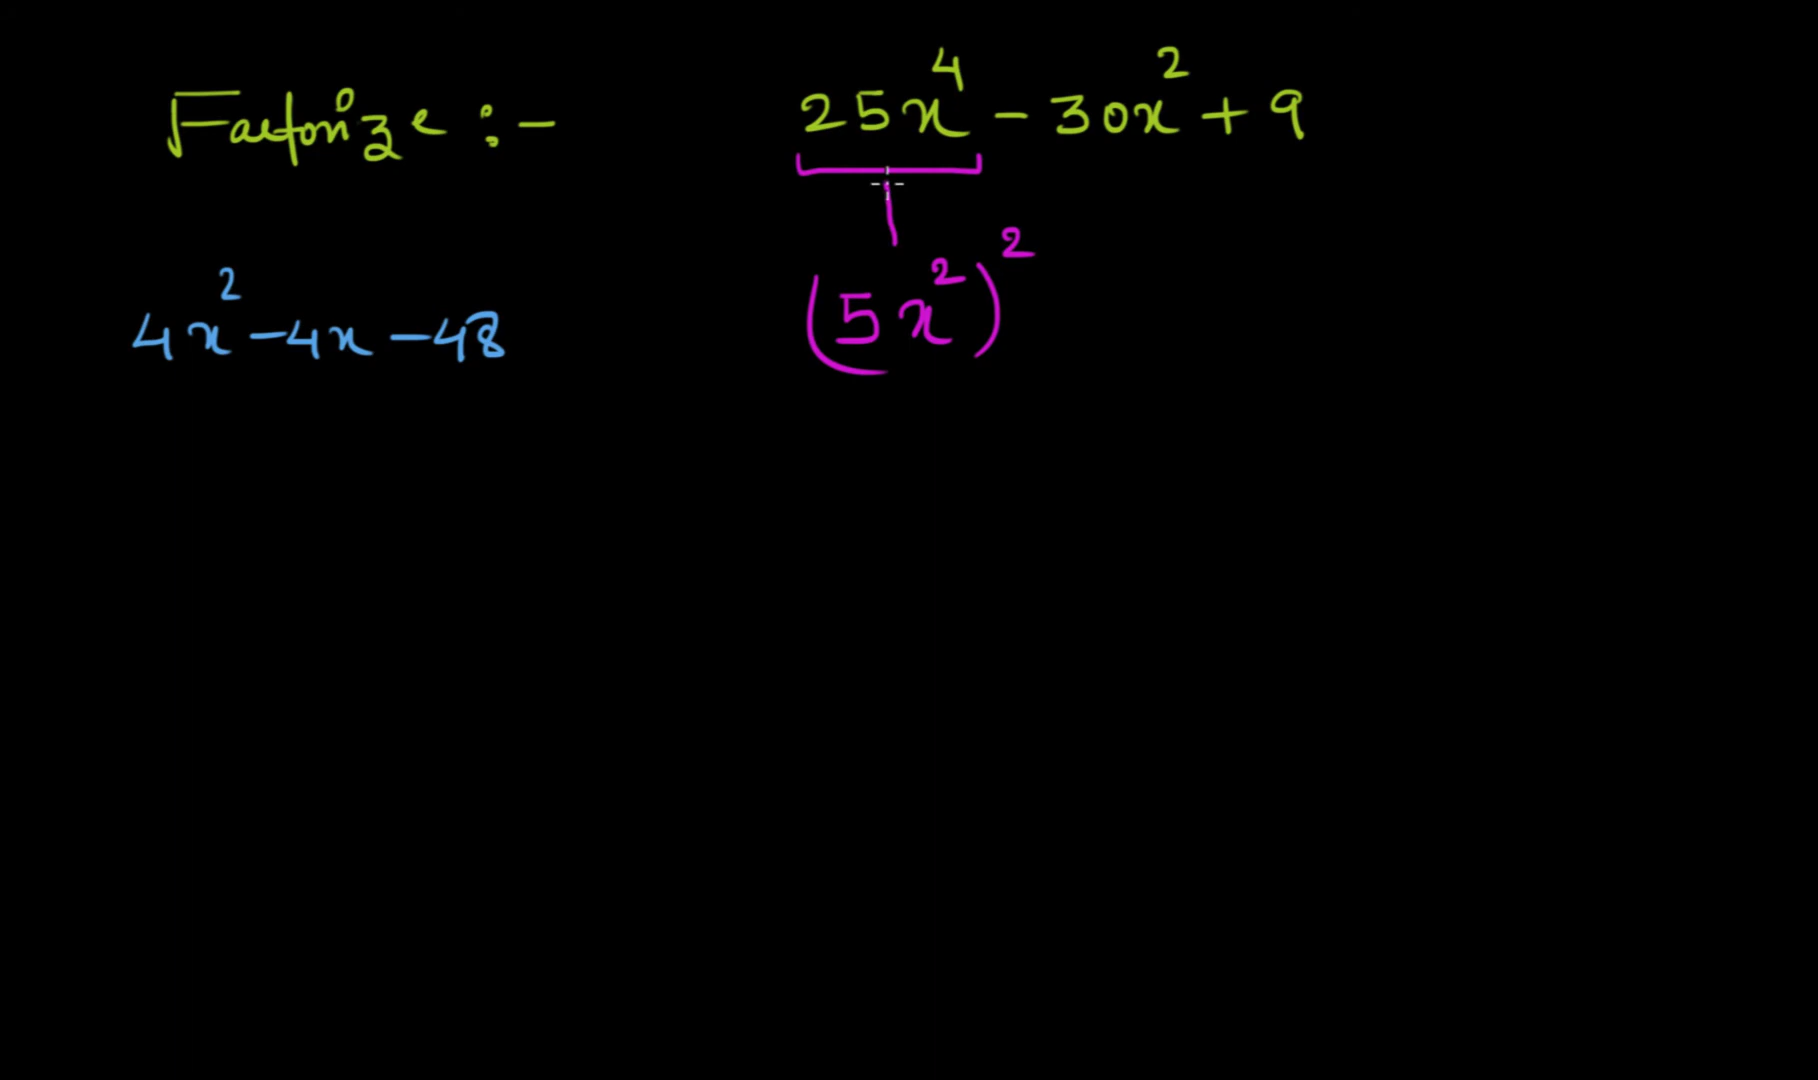 Factorize :- 25x⁴ - 30x² + 9
4x² - 4x - 48 (5x²)²